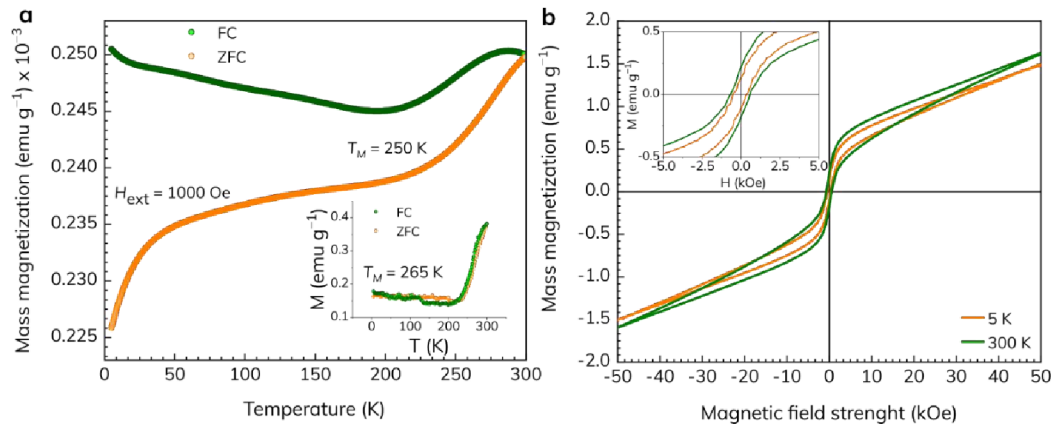 a
FC
ZFC
Mass magnetization (emu g⁻¹) x 10⁻³
0.250
0.245
0.240
0.235
0.230
0.225
T_M = 250 K
H_ext = 1000 Oe
M (emu g⁻¹)
0.4
0.3
0.2
0.1
FC
ZFC
T_M = 265 K
0 100 200 300
T (K)
0 50 100 150 200 250 300
Temperature (K)
b
Mass magnetization (emu g⁻¹)
2.0
1.5
1.0
0.5
0.0
-0.5
-1.0
-1.5
-2.0
M (emu g⁻¹)
0.5
0.0
-0.5
-5.0 -2.5 0.0 2.5 5.0
H (kOe)
5 K
300 K
-50 -40 -30 -20 -10 0 10 20 30 40 50
Magnetic field strenght (kOe)